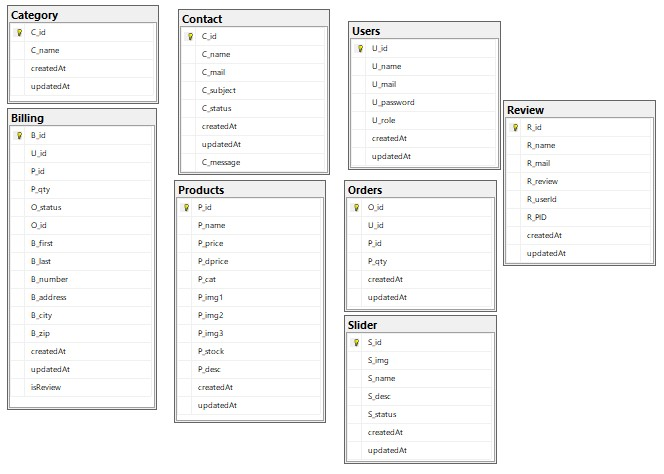 Category
C_id
C_name
createdAt
updatedAt
Billing
B_id
U_id
P_id
P_qty
O_status
O_id
B_first
B_last
B_number
B_address
B_city
B_zip
createdAt
updatedAt
isReview
Contact
C_id
C_name
C_mail
C_subject
C_status
createdAt
updatedAt
C_message
Products
P_id
P_name
P_price
P_dprice
P_cat
P_img1
P_img2
P_img3
P_stock
P_desc
createdAt
updatedAt
Users
U_id
U_name
U_mail
U_password
U_role
createdAt
updatedAt
Orders
O_id
U_id
P_id
P_qty
createdAt
updatedAt
Slider
S_id
S_img
S_name
S_desc
S_status
createdAt
updatedAt
Review
R_id
R_name
R_mail
R_review
R_userId
R_PID
createdAt
updatedAt